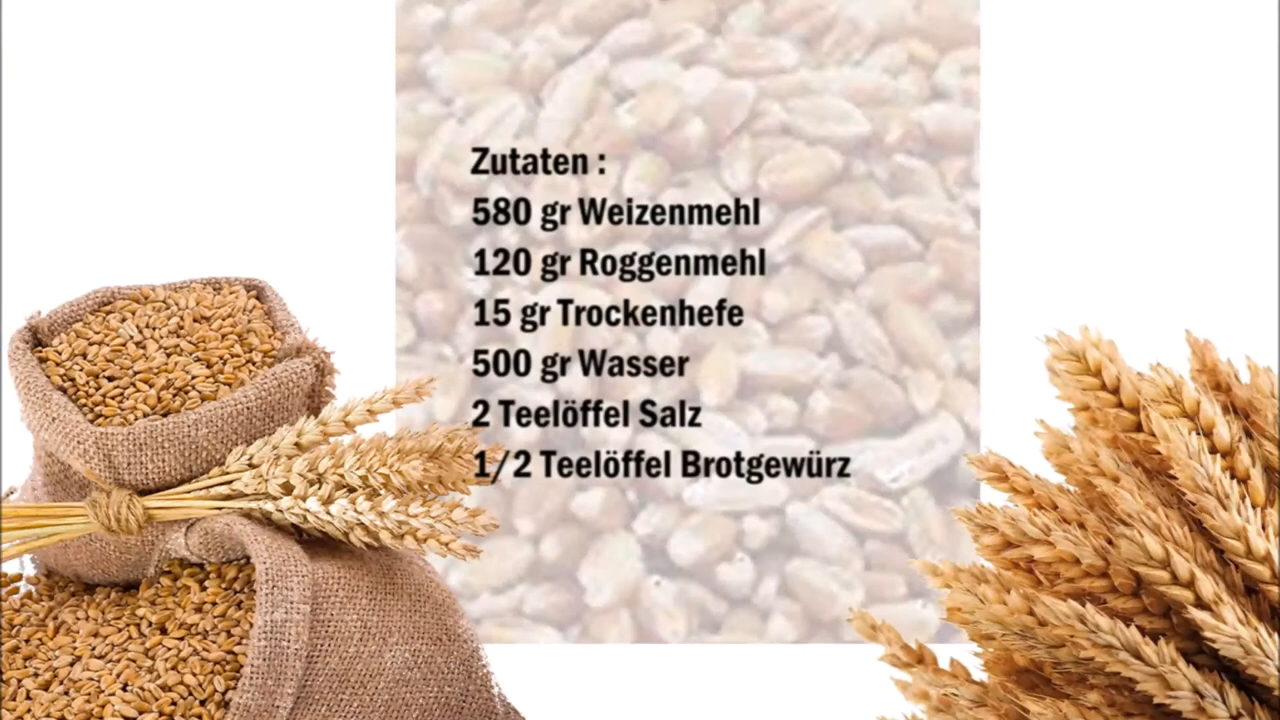 Zutaten :
580 gr Weizenmehl
120 gr Roggenmehl
15 gr Trockenhefe
500 gr Wasser
2 Teelöffel Salz
1/2 Teelöffel Brotgewürz